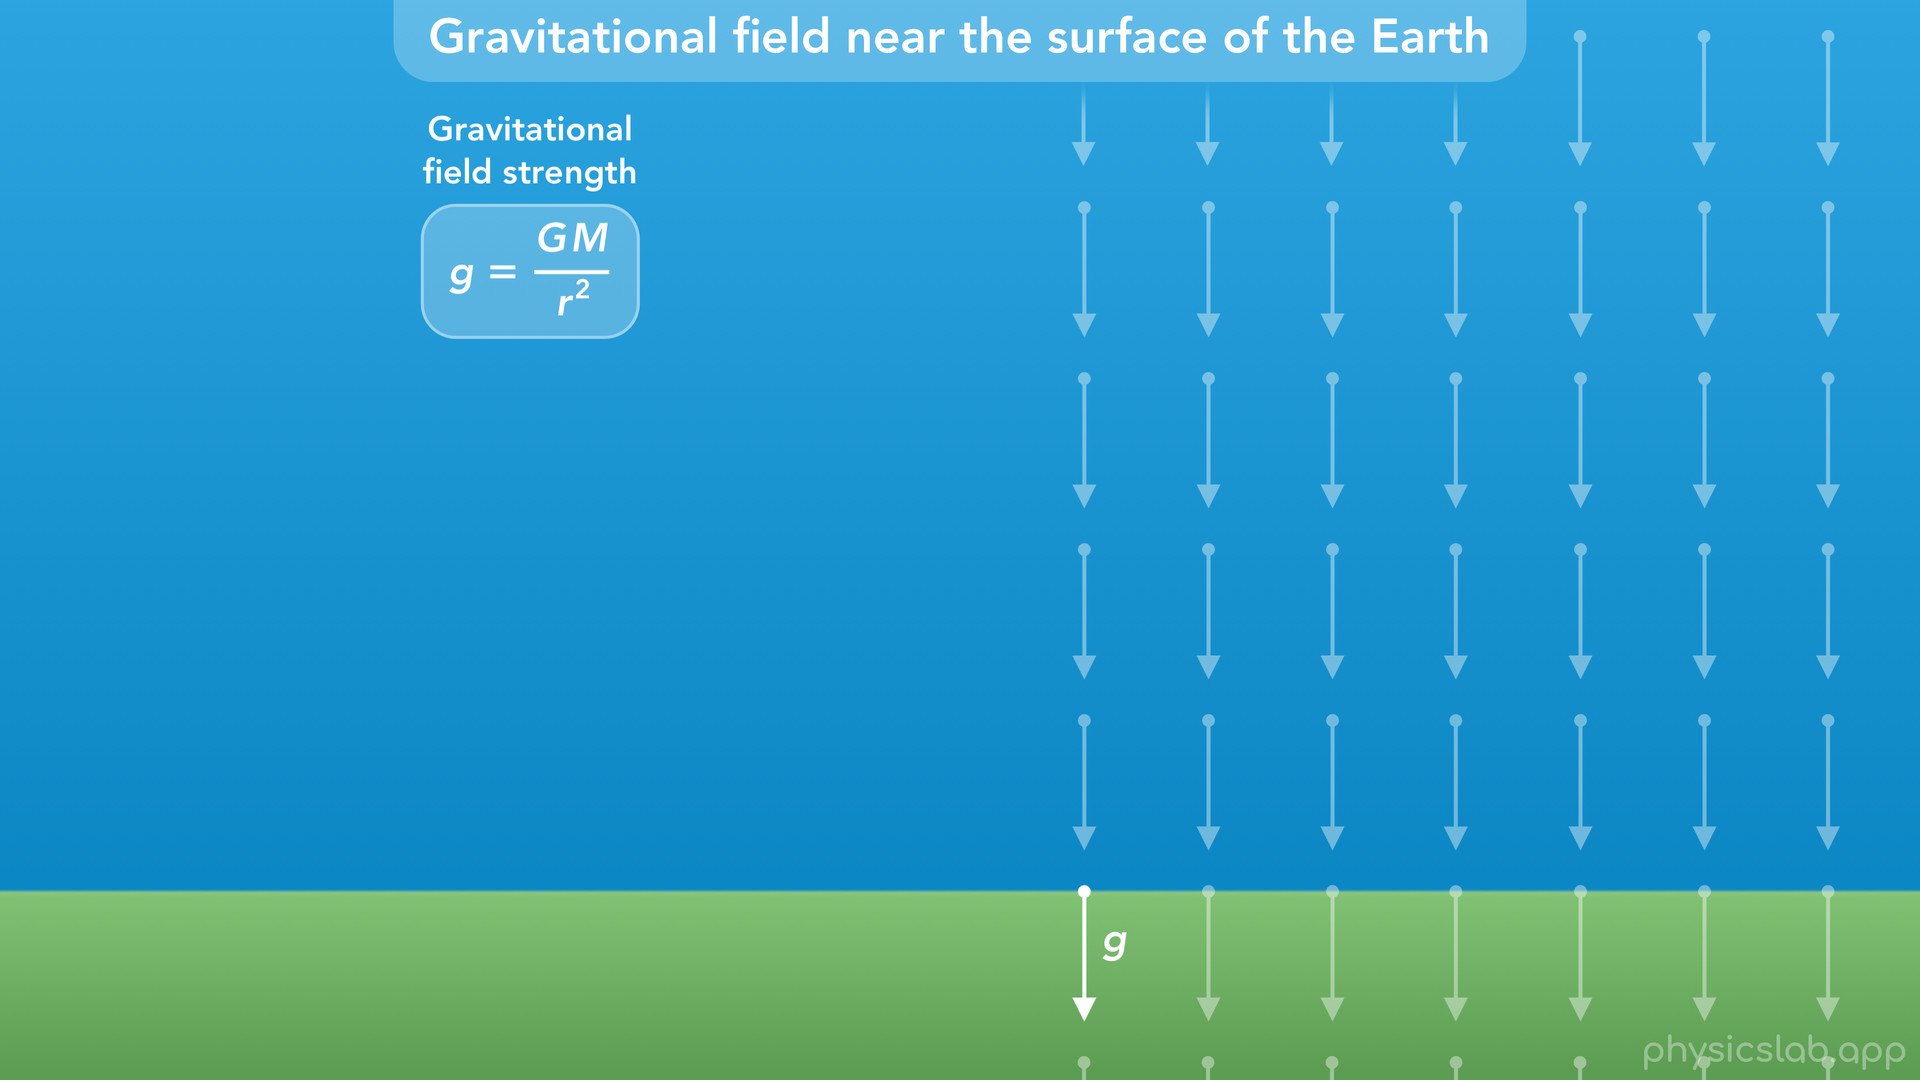 Gravitational field near the surface of the Earth
Gravitational
field strength
g = GM / r²
g
physicslab.app